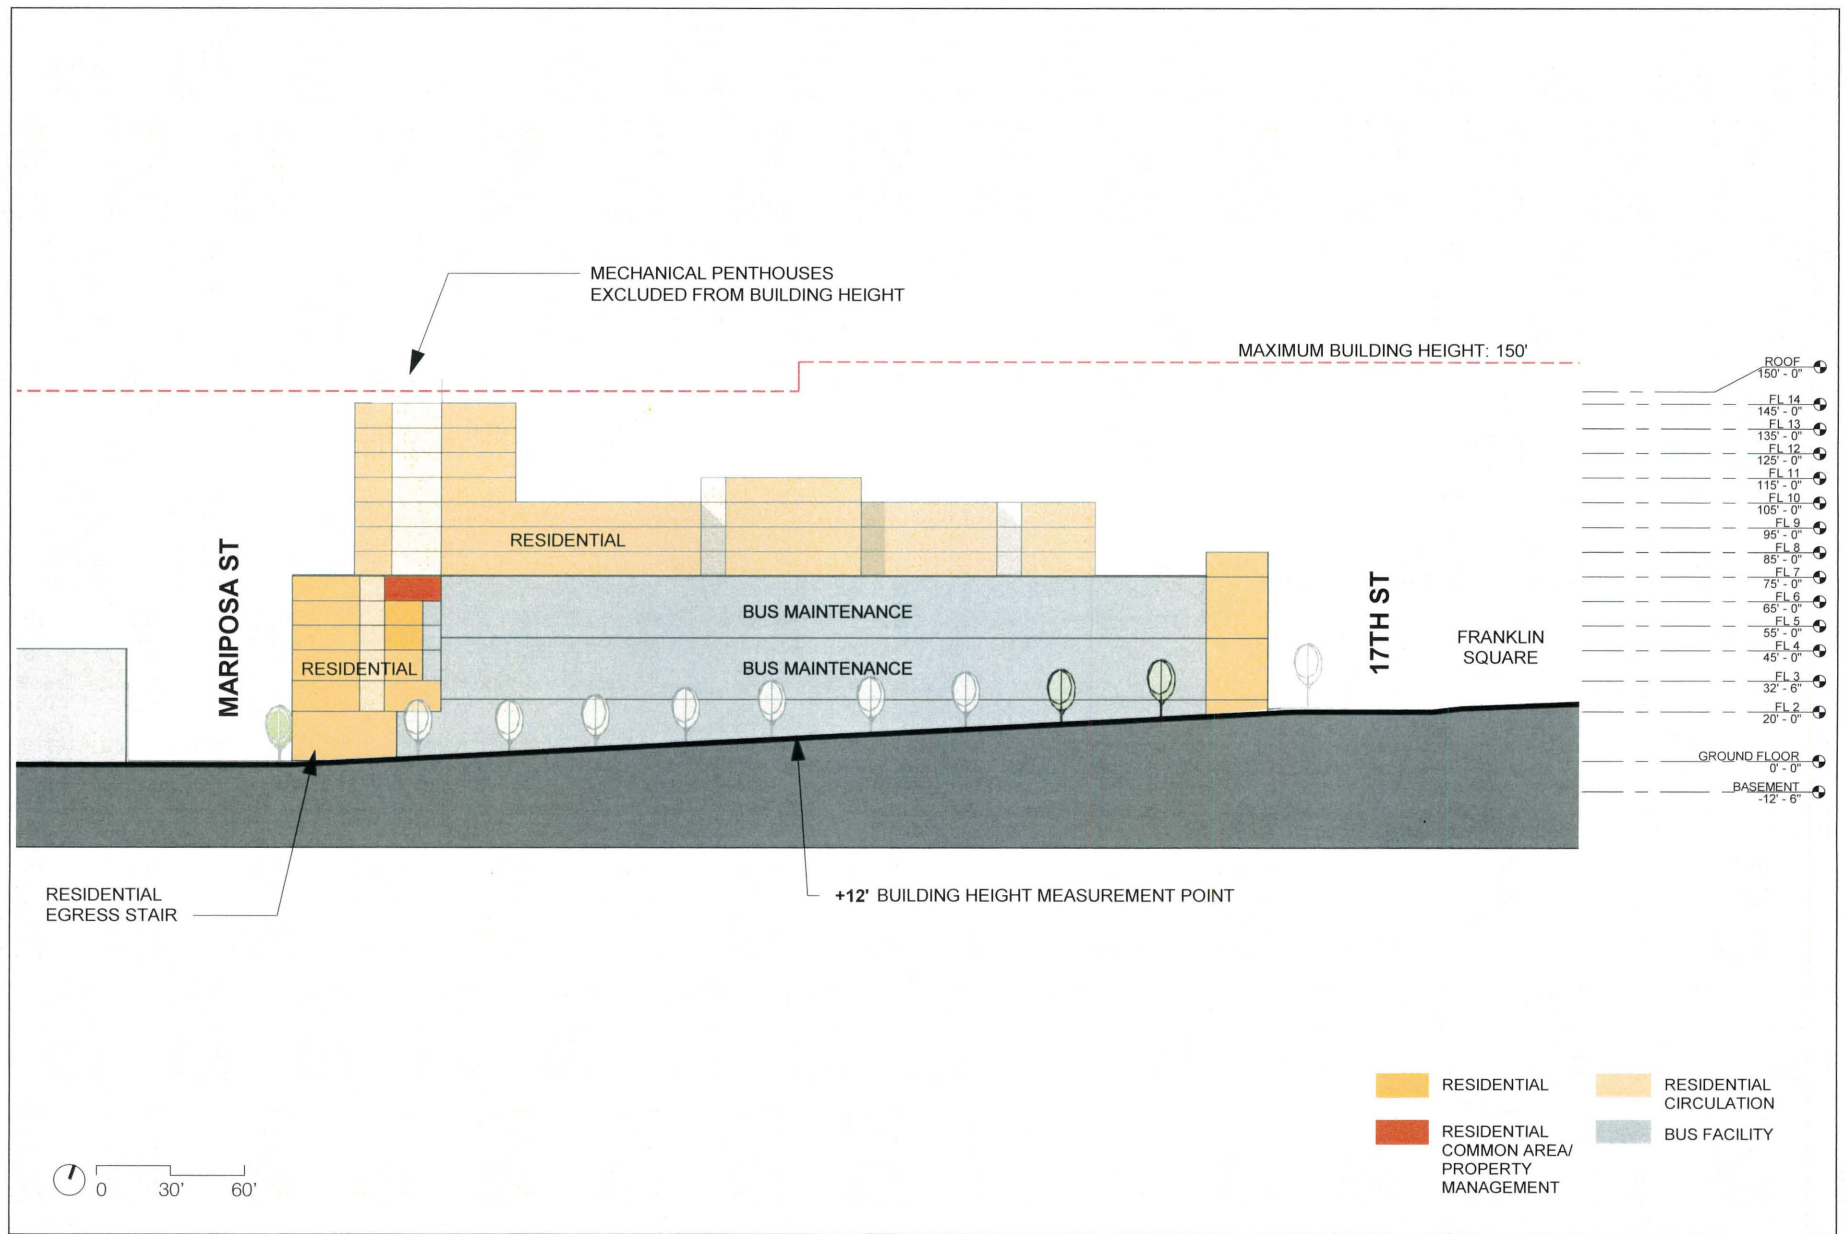 MECHANICAL PENTHOUSES
EXCLUDED FROM BUILDING HEIGHT
MAXIMUM BUILDING HEIGHT: 150'
ROOF
150' - 0"
FL 14
145' - 0"
FL 13
135' - 0"
FL 12
125' - 0"
FL 11
115' - 0"
FL 10
105' - 0"
FL 9
95' - 0"
FL 8
85' - 0"
FL 7
75' - 0"
FL 6
65' - 0"
FL 5
55' - 0"
FL 4
45' - 0"
FL 3
32' - 6"
FL 2
20' - 0"
GROUND FLOOR
0' - 0"
BASEMENT
-12' - 6"
MARIPOSA ST
RESIDENTIAL
BUS MAINTENANCE
RESIDENTIAL
BUS MAINTENANCE
17TH ST
FRANKLIN
SQUARE
RESIDENTIAL
EGRESS STAIR
+12' BUILDING HEIGHT MEASUREMENT POINT
RESIDENTIAL
RESIDENTIAL
CIRCULATION
RESIDENTIAL
COMMON AREA/
PROPERTY
MANAGEMENT
BUS FACILITY
0 30' 60'